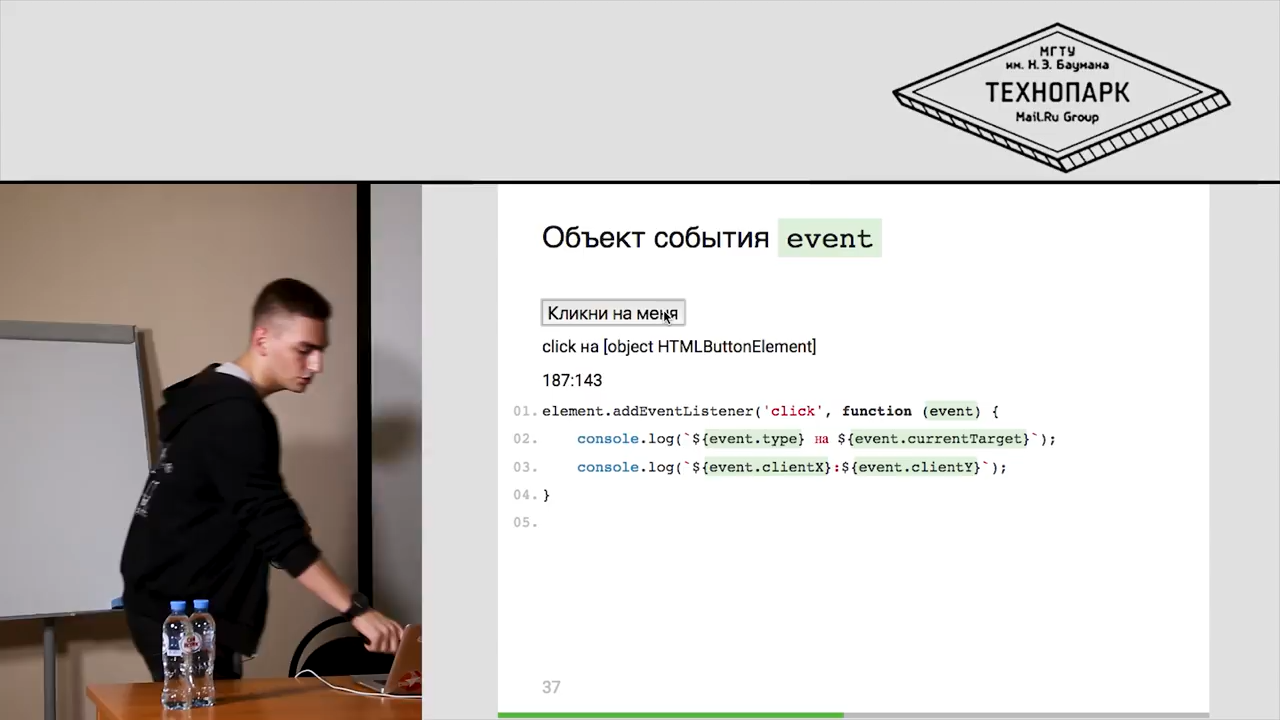 МГТУ
им. Н.Э. Баумана
ТЕХНОПАРК
Mail.Ru Group
Объект события event
Кликни на меня
click на [object HTMLButtonElement]
187:143
01. element.addEventListener('click', function (event) {
02. console.log(`${event.type} на ${event.currentTarget}`);
03. console.log(`${event.clientX}:${event.clientY}`);
04. }
05.
37